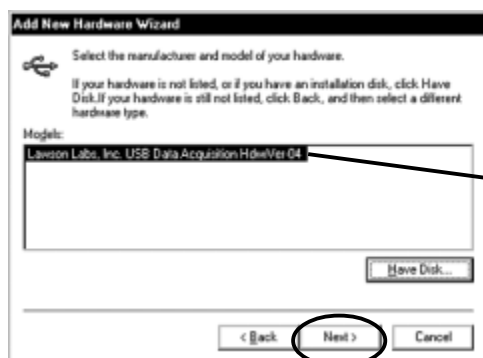 Add New Hardware Wizard
Select the manufacturer and model of your hardware.
If your hardware is not listed, or if you have an installation disk, click Have
Disk.If your hardware is still not listed, click Back, and then select a different
hardware type.
Models:
Lawson Labs, Inc. USB Data Acquisition HdwVer 04
Have Disk...
< Back Next > Cancel